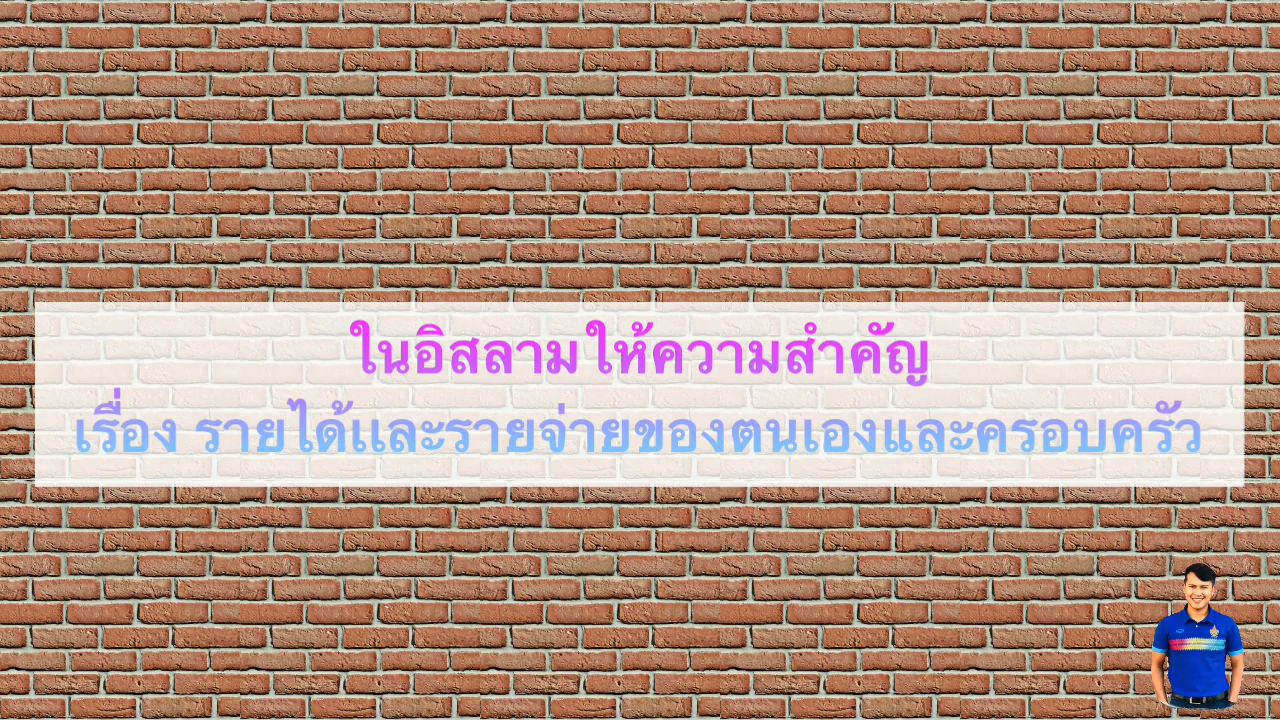 ในอิสลามให้ความสำคัญ
เรื่อง รายได้และรายจ่ายของตนเองและครอบครัว